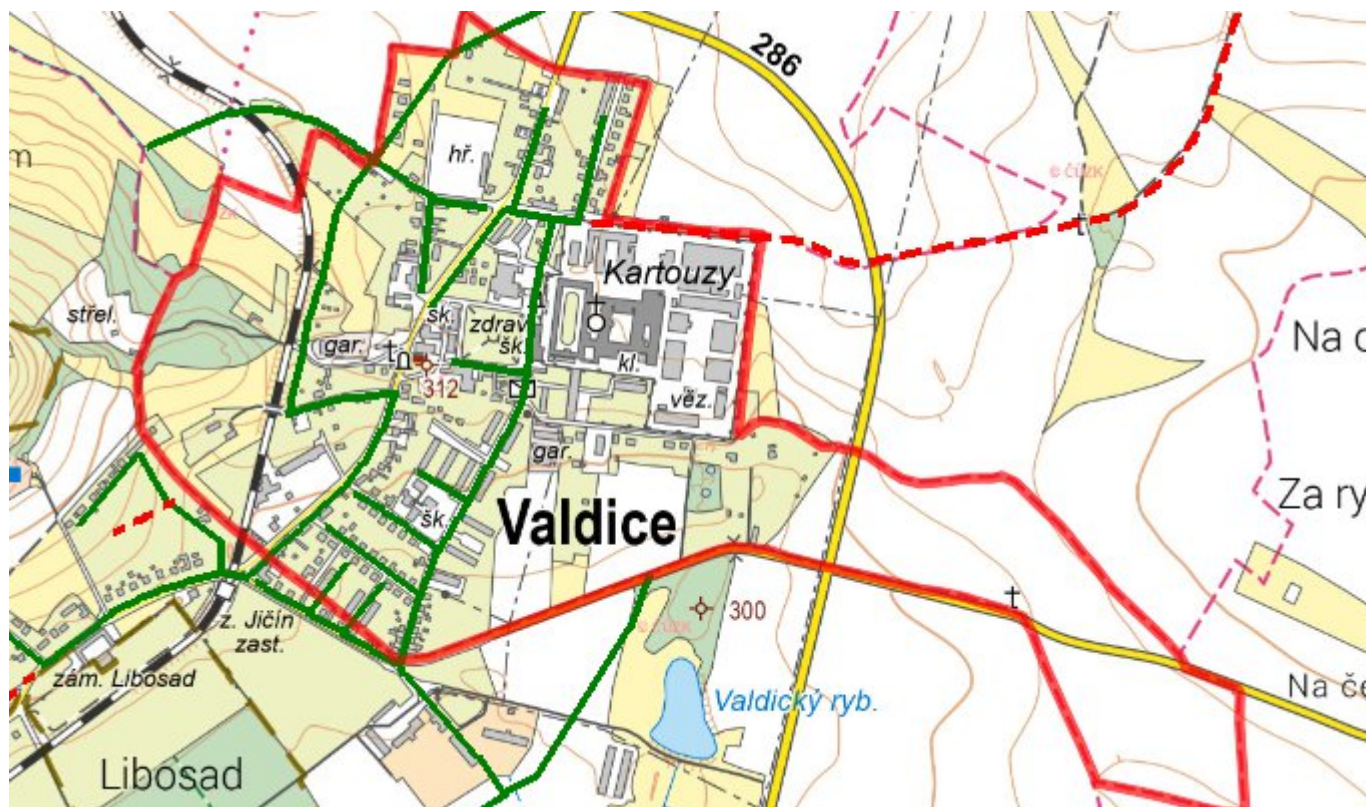 286
m
hř.
© ČÚZK
© ČÚZK
Kartouzy
střel.
šk.
zdrav.
šk.
gar.
312
kl.
věz.
Na
gar.
šk.
Valdice
Za ry
z. Jičín
zast.
300
© ČÚZK
zám. Libosad
Valdický ryb.
Na če
Libosad